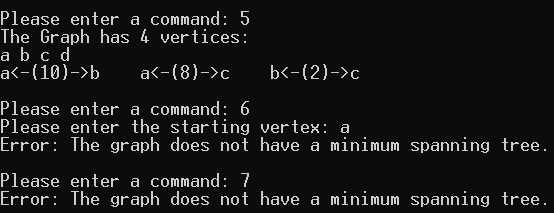 Please enter a command: 5
The Graph has 4 vertices:
a b c d
a<-(10)->b    a<-(8)->c    b<-(2)->c
Please enter a command: 6
Please enter the starting vertex: a
Error: The graph does not have a minimum spanning tree.
Please enter a command: 7
Error: The graph does not have a minimum spanning tree.